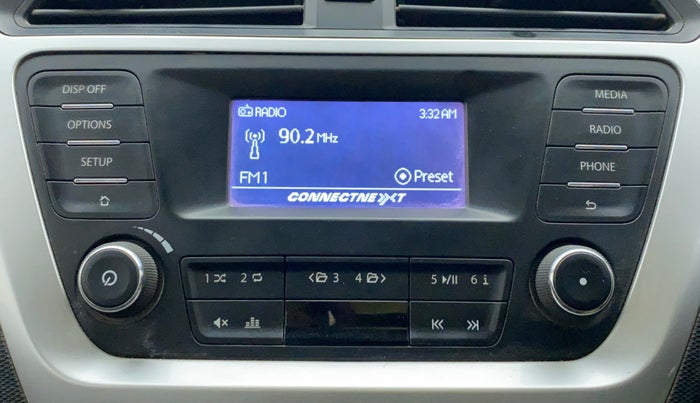 DISP OFF
OPTIONS
SETUP
RADIO 3:32 AM
90.2 MHz
FM1 Preset
CONNECTNEXT
MEDIA
RADIO
PHONE
1 2 3 4 5 6 i